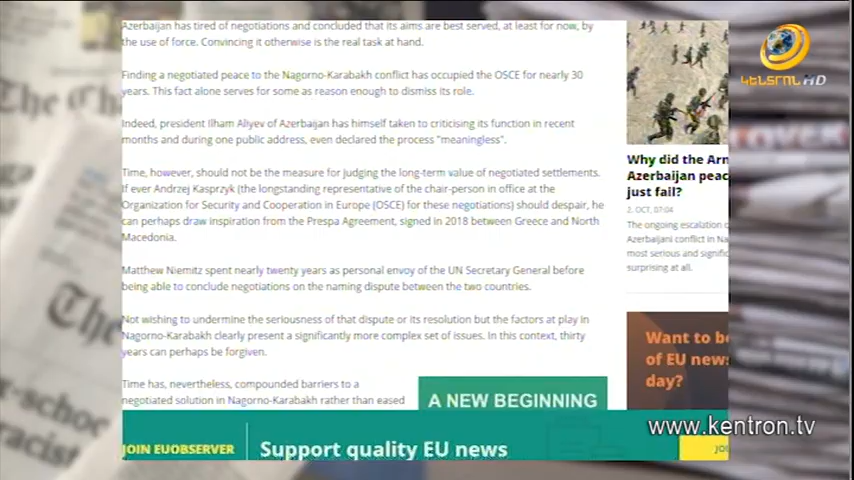 Azerbaijan has tired of negotiations and concluded that its aims are best served, at least for now, by
the use of force. Convincing it otherwise is the real task at hand.
Finding a negotiated peace to the Nagorno-Karabakh conflict has occupied the OSCE for nearly 30
years. This fact alone serves for some as reason enough to dismiss its role.
Indeed, president Ilham Aliyev of Azerbaijan has himself taken to criticising its function in recent
months and during one public address, even declared the process "meaningless".
Time, however, should not be the measure for judging the long-term value of negotiated settlements.
If ever Andrzej Kasprzyk (the longstanding representative of the chair-person in office at the
Organization for Security and Cooperation in Europe (OSCE) for these negotiations) should despair, he
can perhaps draw inspiration from the Prespa Agreement, signed in 2018 between Greece and North
Macedonia.
Matthew Niemitz spent nearly twenty years as personal envoy of the UN Secretary General before
being able to conclude negotiations on the naming dispute between the two countries.
Not wishing to undermine the seriousness of that dispute or its resolution but the factors at play in
Nagorno-Karabakh clearly present a significantly more complex set of issues. In this context, thirty
years can perhaps be forgiven.
Time has, nevertheless, compounded barriers to a
negotiated solution in Nagorno-Karabakh rather than eased
A NEW BEGINNING
ԿԵՆՏՐՈՆ HD
Why did the Arm
Azerbaijan peac
just fail?
2. OCT, 07:04
The ongoing escalation o
Azerbaijani conflict in Na
most serious and signific
surprising at all.
Want to be
of EU news
day?
JOIN EUOBSERVER
Support quality EU news
JOI
www.kentron.tv
The Ch
The
g-schoo
racist
OVER